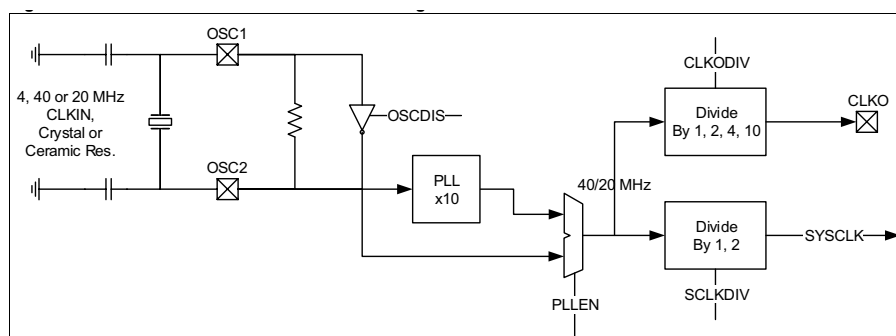 OSC1
4, 40 or 20 MHz
CLKIN,
Crystal or
Ceramic Res.
OSC2
OSCDIS
PLL
x10
40/20 MHz
PLLEN
CLKODIV
Divide
By 1, 2, 4, 10
CLKO
Divide
By 1, 2
SYSCLK
SCLKDIV